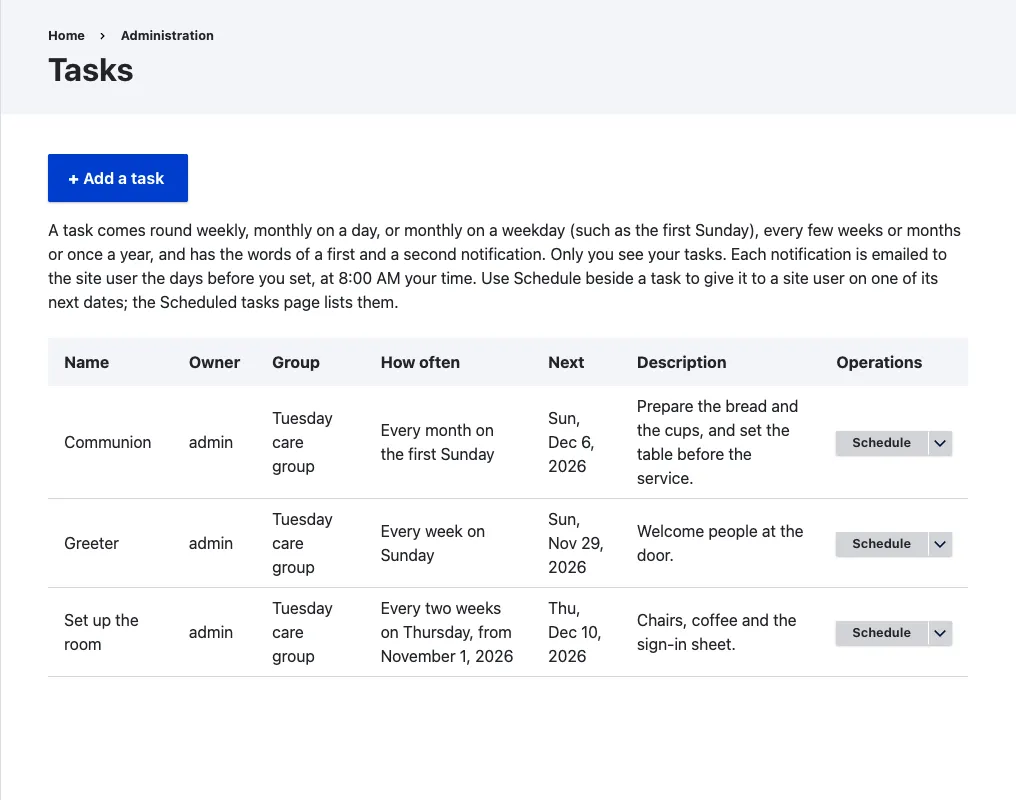 Home › Administration
Tasks
+ Add a task
A task comes round weekly, monthly on a day, or monthly on a weekday (such as the first Sunday), every few weeks or months
or once a year, and has the words of a first and a second notification. Only you see your tasks. Each notification is emailed to
the site user the days before you set, at 8:00 AM your time. Use Schedule beside a task to give it to a site user on one of its
next dates; the Scheduled tasks page lists them.
Name Owner Group How often Next Description Operations
Communion
admin
Tuesday
care
group
Every month on
the first Sunday
Sun,
Dec 6,
2026
Prepare the bread and
the cups, and set the
table before the
service.
Schedule
Greeter
admin
Tuesday
care
group
Every week on
Sunday
Sun,
Nov 29,
2026
Welcome people at the
door.
Schedule
Set up the
room
admin
Tuesday
care
group
Every two weeks
on Thursday, from
November 1, 2026
Thu,
Dec 10,
2026
Chairs, coffee and the
sign-in sheet.
Schedule